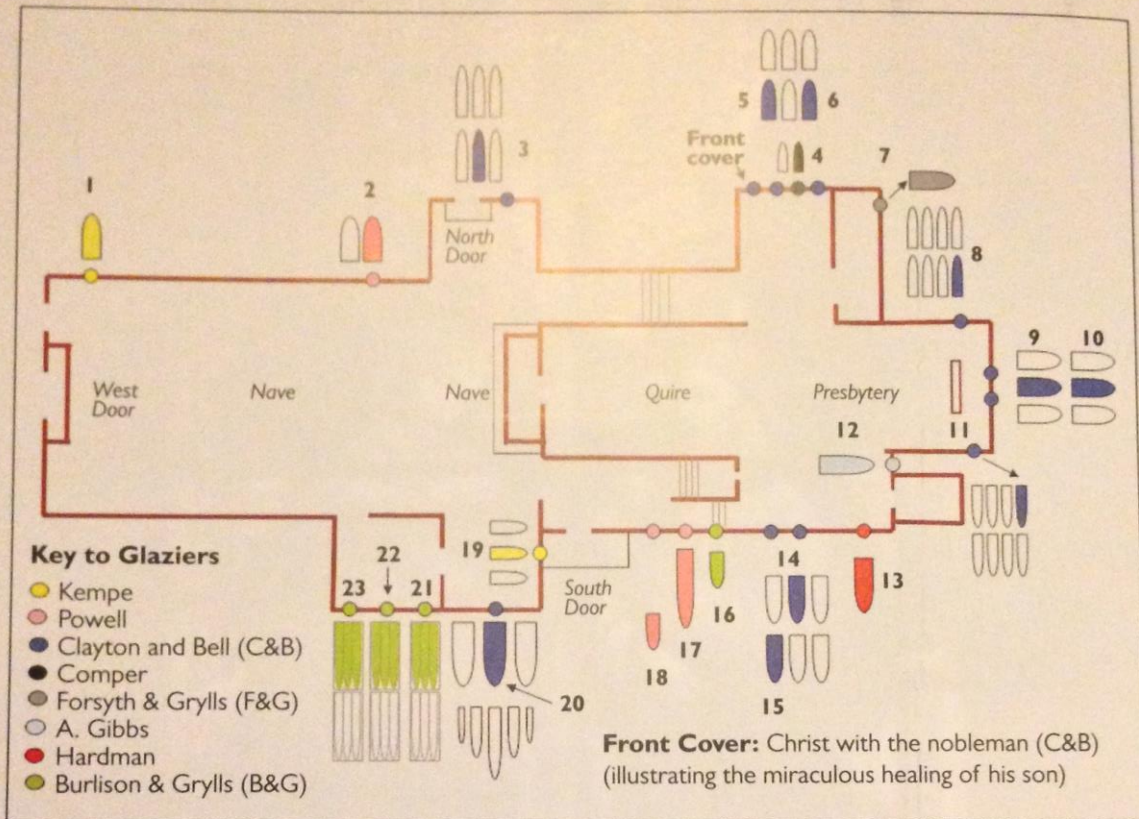 5
6
Front
cover
4
7
1
2
3
North
Door
8
9
10
West
Door
Nave
Nave
Quire
Presbytery
12
11
Key to Glaziers
Kempe
Powell
Clayton and Bell (C&B)
Comper
Forsyth & Grylls (F&G)
A. Gibbs
Hardman
Burlison & Grylls (B&G)
22
23
21
19
South
Door
14
13
16
17
18
15
20
Front Cover: Christ with the nobleman (C&B)
(illustrating the miraculous healing of his son)